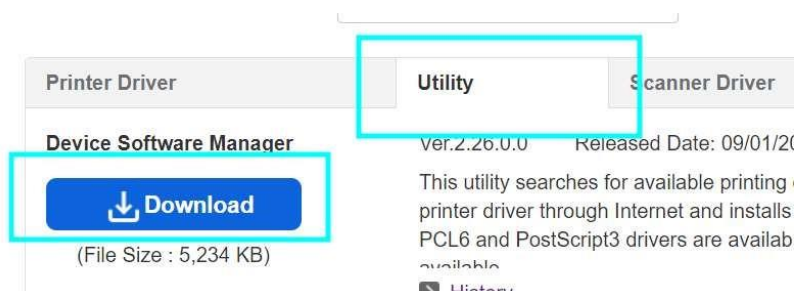 Printer Driver
Utility
Scanner Driver
Device Software Manager
Ver.2.26.0.0 Released Date: 09/01/20
Download
(File Size : 5,234 KB)
This utility searches for available printing
printer driver through Internet and installs
PCL6 and PostScript3 drivers are availab
available
History